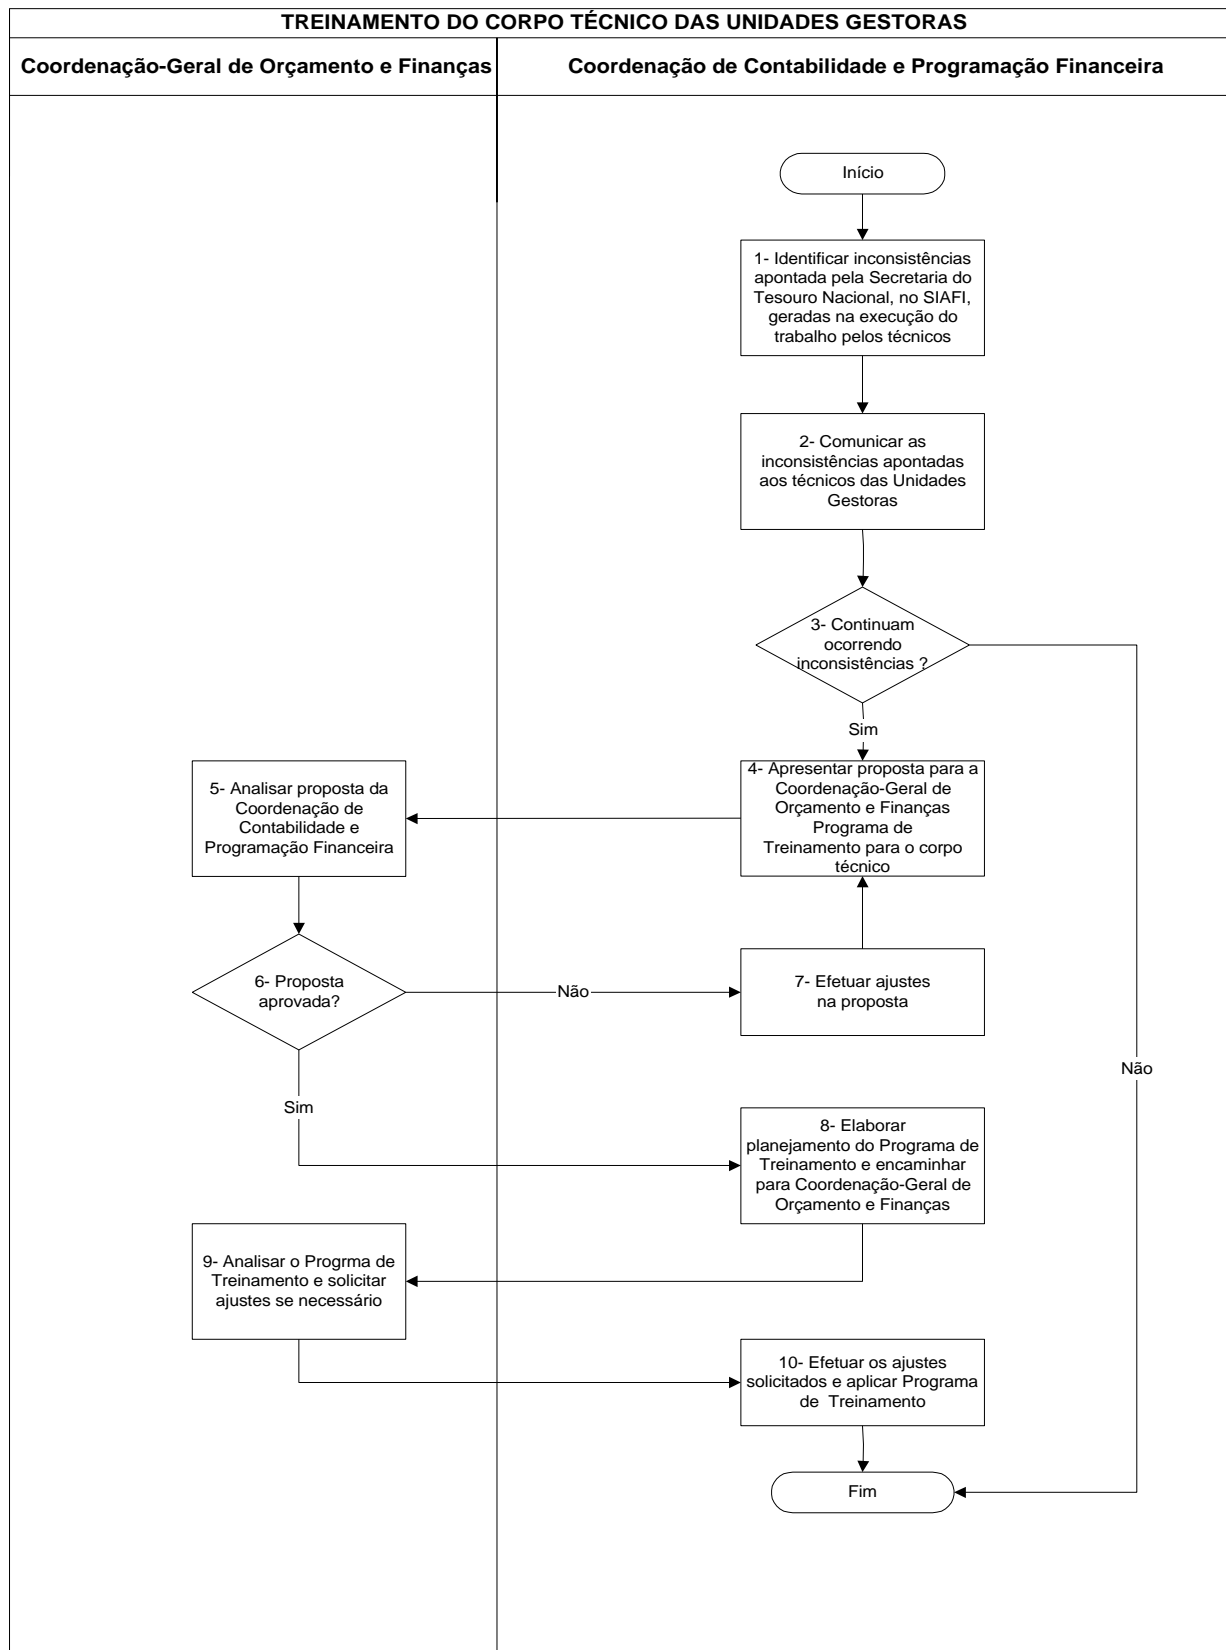 TREINAMENTO DO CORPO TÉCNICO DAS UNIDADES GESTORAS
Coordenação-Geral de Orçamento e Finanças
Coordenação de Contabilidade e Programação Financeira
Início
1- Identificar inconsistências
apontada pela Secretaria do
Tesouro Nacional, no SIAFI,
geradas na execução do
trabalho pelos técnicos
2- Comunicar as
inconsistências apontadas
aos técnicos das Unidades
Gestoras
3- Continuam
ocorrendo
inconsistências ?
Sim
4- Apresentar proposta para a
Coordenação-Geral de
Orçamento e Finanças
Programa de
Treinamento para o corpo
técnico
5- Analisar proposta da
Coordenação de
Contabilidade e
Programação Financeira
6- Proposta
aprovada?
Não
7- Efetuar ajustes
na proposta
Não
Sim
8- Elaborar
planejamento do Programa de
Treinamento e encaminhar
para Coordenação-Geral de
Orçamento e Finanças
9- Analisar o Progrma de
Treinamento e solicitar
ajustes se necessário
10- Efetuar os ajustes
solicitados e aplicar Programa
de Treinamento
Fim